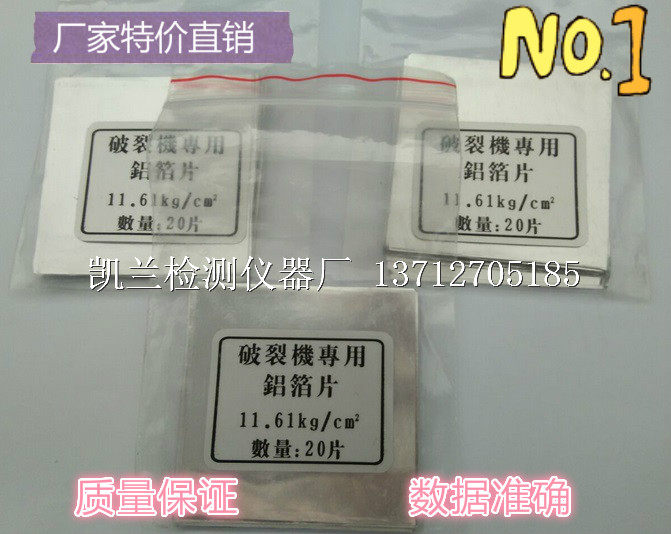 厂家特价直销
NO.1
破裂機專用
鋁箔片
11.61kg/cm²
數量:20片
破裂機專用
鋁箔片
11.61kg/cm²
數量:20片
凯兰检测仪器厂 13712705185
破裂機專用
鋁箔片
11.61kg/cm²
數量:20片
质量保证
数据准确